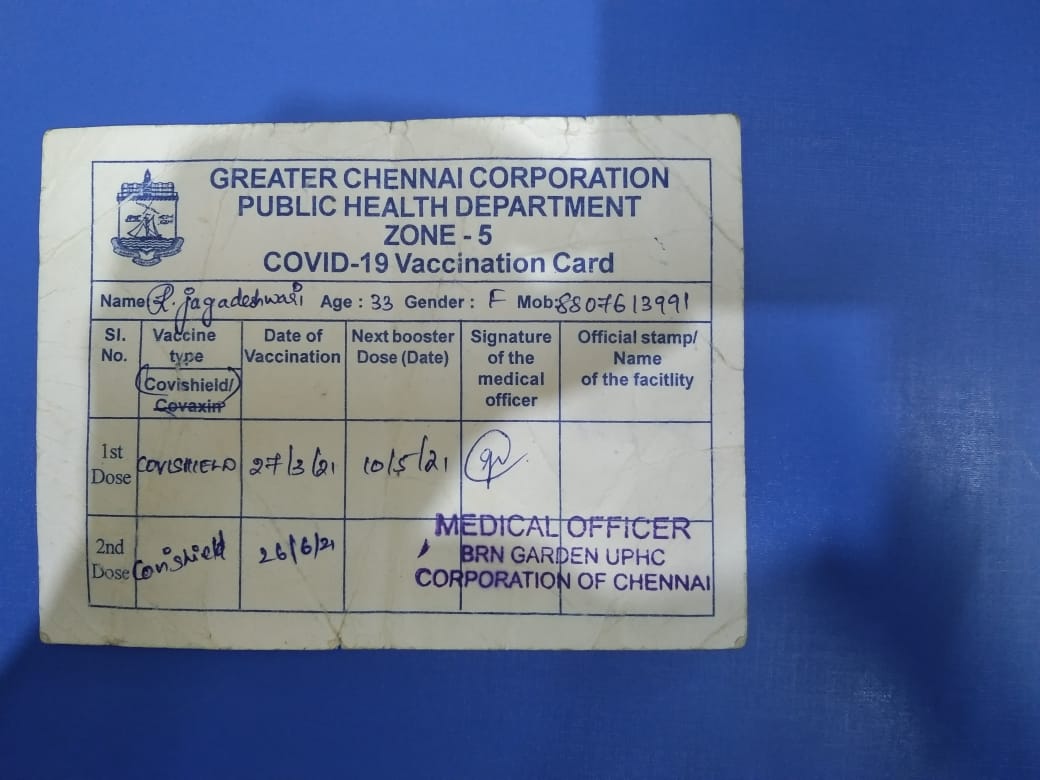 GREATER CHENNAI CORPORATION
PUBLIC HEALTH DEPARTMENT
ZONE - 5
COVID-19 Vaccination Card
Name R. jagadeshwari Age : 33 Gender : F Mob: 8807613991
Sl. No. Vaccine type Covishield/ Covaxin Date of Vaccination Next booster Dose (Date) Signature of the medical officer Official stamp/ Name of the facitlity
1st Dose COVISHIELD 27/3/21 10/5/21
2nd Dose Covishield 26/6/21
MEDICAL OFFICER
BRN GARDEN UPHC
CORPORATION OF CHENNAI